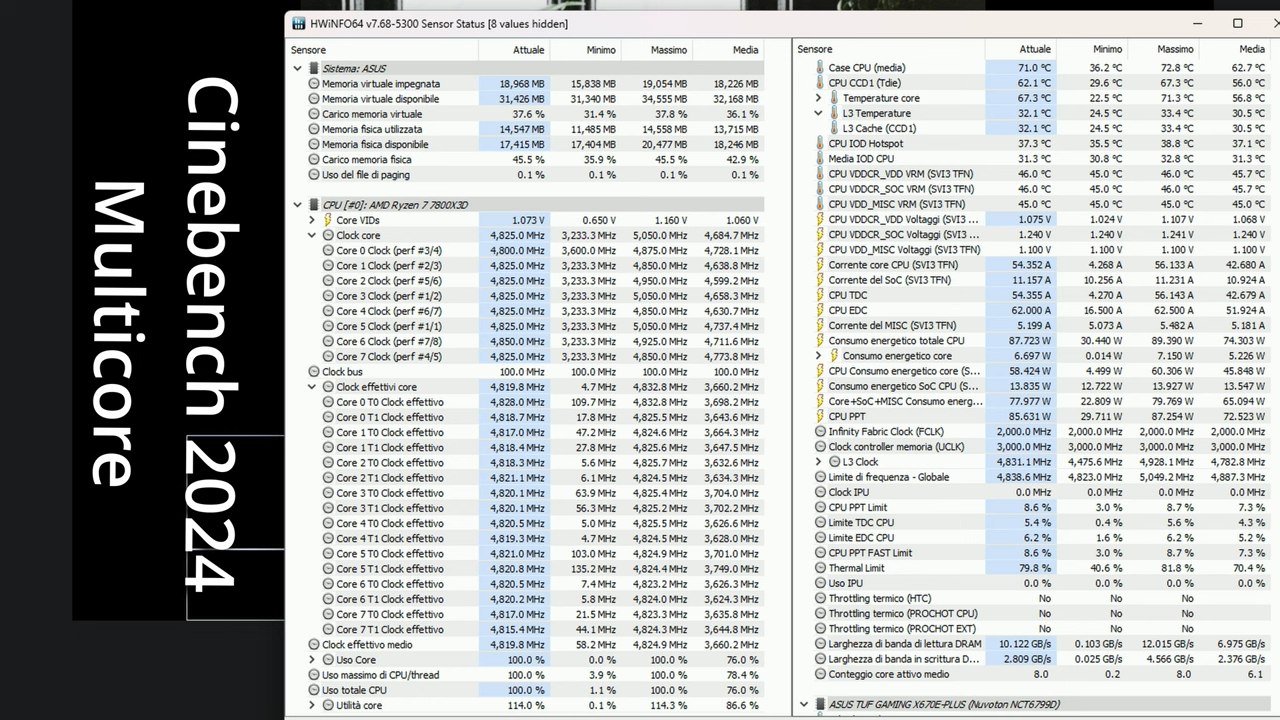 Cinebench 2024
Multicore
HWiNFO64 v7.68-5300 Sensor Status [8 values hidden]
Sensore Attuale Minimo Massimo Media
Sistema: ASUS
Memoria virtuale impegnata 18,968 MB 15,838 MB 19,054 MB 18,226 MB
Memoria virtuale disponibile 31,426 MB 31,340 MB 34,555 MB 32,168 MB
Carico memoria virtuale 37.6 % 31.4 % 37.8 % 36.1 %
Memoria fisica utilizzata 14,547 MB 11,485 MB 14,558 MB 13,715 MB
Memoria fisica disponibile 17,415 MB 17,404 MB 20,477 MB 18,246 MB
Carico memoria fisica 45.5 % 35.9 % 45.5 % 42.9 %
Uso del file di paging 0.1 % 0.1 % 0.1 % 0.1 %
CPU [#0]: AMD Ryzen 7 7800X3D
Core VIDs 1.073 V 0.650 V 1.160 V 1.060 V
Clock core 4,825.0 MHz 3,233.3 MHz 5,050.0 MHz 4,684.7 MHz
Core 0 Clock (perf #3/4) 4,800.0 MHz 3,600.0 MHz 4,875.0 MHz 4,728.1 MHz
Core 1 Clock (perf #2/3) 4,825.0 MHz 3,233.3 MHz 4,850.0 MHz 4,638.8 MHz
Core 2 Clock (perf #5/6) 4,825.0 MHz 3,233.3 MHz 4,950.0 MHz 4,599.2 MHz
Core 3 Clock (perf #1/2) 4,825.0 MHz 3,233.3 MHz 5,050.0 MHz 4,658.3 MHz
Core 4 Clock (perf #6/7) 4,825.0 MHz 3,233.3 MHz 4,850.0 MHz 4,630.7 MHz
Core 5 Clock (perf #1/1) 4,825.0 MHz 3,233.3 MHz 5,050.0 MHz 4,737.4 MHz
Core 6 Clock (perf #7/8) 4,850.0 MHz 3,233.3 MHz 4,925.0 MHz 4,711.6 MHz
Core 7 Clock (perf #4/5) 4,825.0 MHz 3,233.3 MHz 4,850.0 MHz 4,773.8 MHz
Clock bus 100.0 MHz 100.0 MHz 100.0 MHz 100.0 MHz
Clock effettivi core 4,819.8 MHz 4.7 MHz 4,832.8 MHz 3,660.2 MHz
Core 0 T0 Clock effettivo 4,828.0 MHz 109.7 MHz 4,832.8 MHz 3,698.2 MHz
Core 0 T1 Clock effettivo 4,818.7 MHz 17.8 MHz 4,825.4 MHz 3,643.6 MHz
Core 1 T0 Clock effettivo 4,817.0 MHz 47.2 MHz 4,824.6 MHz 3,664.3 MHz
Core 1 T1 Clock effettivo 4,818.4 MHz 27.8 MHz 4,825.6 MHz 3,647.5 MHz
Core 2 T0 Clock effettivo 4,818.3 MHz 5.6 MHz 4,825.7 MHz 3,632.6 MHz
Core 2 T1 Clock effettivo 4,821.1 MHz 6.1 MHz 4,825.5 MHz 3,634.3 MHz
Core 3 T0 Clock effettivo 4,820.1 MHz 63.9 MHz 4,825.4 MHz 3,704.0 MHz
Core 3 T1 Clock effettivo 4,820.1 MHz 56.3 MHz 4,825.4 MHz 3,702.2 MHz
Core 4 T0 Clock effettivo 4,820.5 MHz 5.0 MHz 4,825.5 MHz 3,626.6 MHz
Core 4 T1 Clock effettivo 4,819.3 MHz 4.7 MHz 4,825.5 MHz 3,628.0 MHz
Core 5 T0 Clock effettivo 4,821.0 MHz 103.0 MHz 4,824.9 MHz 3,701.0 MHz
Core 5 T1 Clock effettivo 4,820.8 MHz 135.2 MHz 4,824.9 MHz 3,749.0 MHz
Core 6 T0 Clock effettivo 4,820.5 MHz 7.4 MHz 4,823.2 MHz 3,626.3 MHz
Core 6 T1 Clock effettivo 4,820.2 MHz 5.8 MHz 4,824.0 MHz 3,624.3 MHz
Core 7 T0 Clock effettivo 4,817.0 MHz 21.5 MHz 4,823.3 MHz 3,635.8 MHz
Core 7 T1 Clock effettivo 4,815.4 MHz 44.1 MHz 4,824.3 MHz 3,644.8 MHz
Clock effettivo medio 4,819.8 MHz 58.2 MHz 4,824.9 MHz 3,660.2 MHz
Uso Core 100.0 % 0.0 % 100.0 % 76.0 %
Uso massimo di CPU/thread 100.0 % 3.9 % 100.0 % 78.4 %
Uso totale CPU 100.0 % 1.1 % 100.0 % 76.0 %
Utilità core 114.0 % 0.1 % 114.3 % 86.6 %
Sensore Attuale Minimo Massimo Media
Case CPU (media) 71.0 °C 36.2 °C 72.8 °C 62.7 °C
CPU CCD1 (Tdie) 62.1 °C 29.6 °C 67.3 °C 56.0 °C
Temperature core 67.3 °C 22.5 °C 71.3 °C 56.8 °C
L3 Temperature 32.1 °C 24.5 °C 33.4 °C 30.5 °C
L3 Cache (CCD1) 32.1 °C 24.5 °C 33.4 °C 30.5 °C
CPU IOD Hotspot 37.3 °C 35.5 °C 38.8 °C 37.1 °C
Media IOD CPU 31.3 °C 30.8 °C 32.8 °C 31.3 °C
CPU VDDCR_VDD VRM (SVI3 TFN) 46.0 °C 45.0 °C 46.0 °C 45.7 °C
CPU VDDCR_SOC VRM (SVI3 TFN) 46.0 °C 45.0 °C 46.0 °C 45.7 °C
CPU VDD_MISC VRM (SVI3 TFN) 45.0 °C 45.0 °C 45.0 °C 45.0 °C
CPU VDDCR_VDD Voltaggi (SVI3 ... 1.075 V 1.024 V 1.107 V 1.068 V
CPU VDDCR_SOC Voltaggi (SVI3 ... 1.240 V 1.240 V 1.241 V 1.240 V
CPU VDD_MISC Voltaggi (SVI3 TFN) 1.100 V 1.100 V 1.100 V 1.100 V
Corrente core CPU (SVI3 TFN) 54.352 A 4.268 A 56.133 A 42.680 A
Corrente del SoC (SVI3 TFN) 11.157 A 10.256 A 11.231 A 10.924 A
CPU TDC 54.355 A 4.270 A 56.143 A 42.679 A
CPU EDC 62.000 A 16.500 A 62.500 A 51.924 A
Corrente del MISC (SVI3 TFN) 5.199 A 5.073 A 5.482 A 5.181 A
Consumo energetico totale CPU 87.723 W 30.440 W 89.390 W 74.303 W
Consumo energetico core 6.697 W 0.014 W 7.150 W 5.226 W
CPU Consumo energetico core (S... 58.424 W 4.499 W 60.306 W 45.848 W
Consumo energetico SoC CPU (S... 13.835 W 12.722 W 13.927 W 13.547 W
Core+SoC+MISC Consumo energ... 77.977 W 22.809 W 79.769 W 65.094 W
CPU PPT 85.631 W 29.711 W 87.254 W 72.523 W
Infinity Fabric Clock (FCLK) 2,000.0 MHz 2,000.0 MHz 2,000.0 MHz 2,000.0 MHz
Clock controller memoria (UCLK) 3,000.0 MHz 3,000.0 MHz 3,000.0 MHz 3,000.0 MHz
L3 Clock 4,831.1 MHz 4,475.6 MHz 4,928.1 MHz 4,782.8 MHz
Limite di frequenza - Globale 4,838.6 MHz 4,823.0 MHz 5,049.2 MHz 4,887.3 MHz
Clock IPU 0.0 MHz 0.0 MHz 0.0 MHz 0.0 MHz
CPU PPT Limit 8.6 % 3.0 % 8.7 % 7.3 %
Limite TDC CPU 5.4 % 0.4 % 5.6 % 4.3 %
Limite EDC CPU 6.2 % 1.6 % 6.2 % 5.2 %
CPU PPT FAST Limit 8.6 % 3.0 % 8.7 % 7.3 %
Thermal Limit 79.8 % 40.6 % 81.8 % 70.4 %
Uso IPU 0.0 % 0.0 % 0.0 % 0.0 %
Throttling termico (HTC) No No No
Throttling termico (PROCHOT CPU) No No No
Throttling termico (PROCHOT EXT) No No No
Larghezza di banda di lettura DRAM 10.122 GB/s 0.103 GB/s 12.015 GB/s 6.975 GB/s
Larghezza di banda in scrittura D... 2.809 GB/s 0.025 GB/s 4.566 GB/s 2.376 GB/s
Conteggio core attivo medio 8.0 0.2 8.0 6.1
ASUS TUF GAMING X670E-PLUS (Nuvoton NCT6799D)